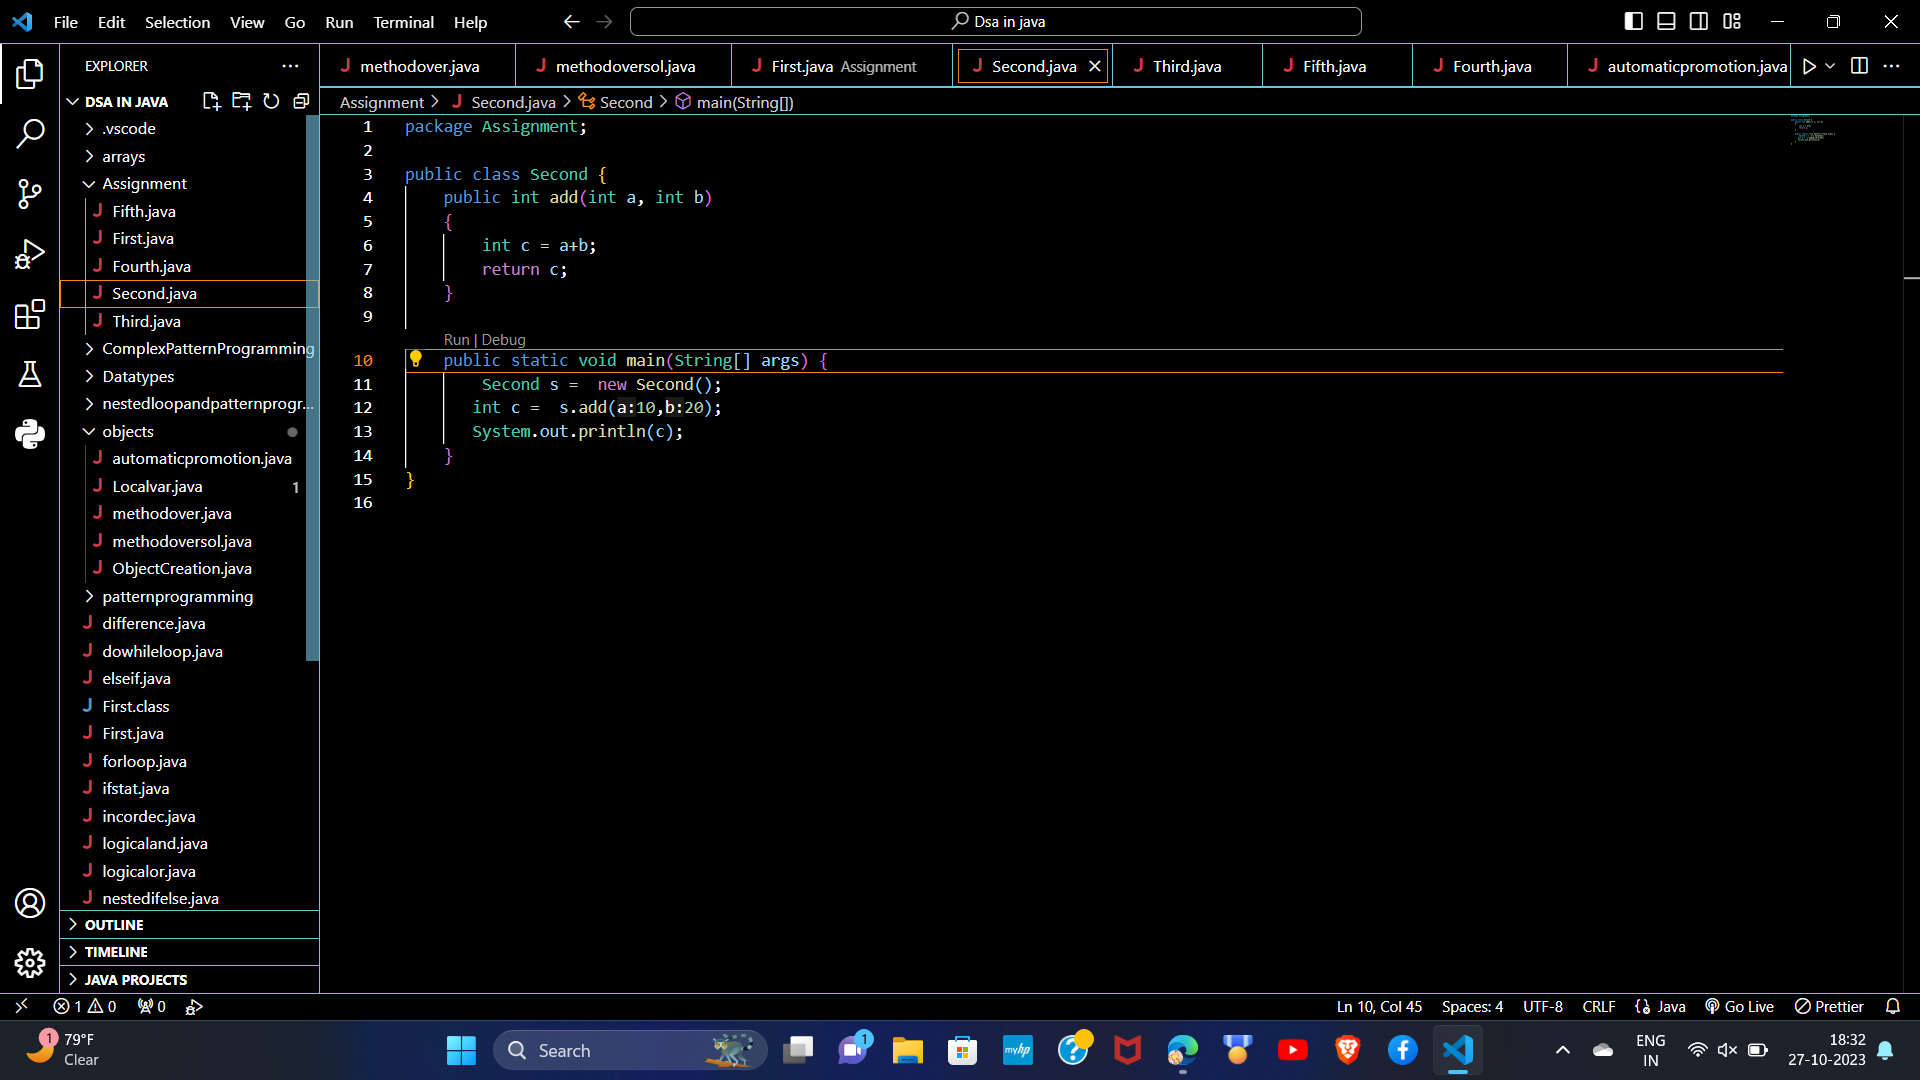 File Edit Selection View Go Run Terminal Help
Dsa in java
EXPLORER
DSA IN JAVA
.vscode
arrays
Assignment
Fifth.java
First.java
Fourth.java
Second.java
Third.java
ComplexPatternProgramming
Datatypes
nestedloopandpatternprogr...
objects
automaticpromotion.java
Localvar.java 1
methodover.java
methodoversol.java
ObjectCreation.java
patternprogramming
difference.java
dowhileloop.java
elseif.java
First.class
First.java
forloop.java
ifstat.java
incordec.java
logicaland.java
logicalor.java
nestedifelse.java
OUTLINE
TIMELINE
JAVA PROJECTS
methodover.java methodoversol.java First.java Assignment Second.java Third.java Fifth.java Fourth.java automaticpromotion.java
Assignment > Second.java > Second > main(String[])
1 package Assignment;
2
3 public class Second {
4 public int add(int a, int b)
5 {
6 int c = a+b;
7 return c;
8 }
9
Run | Debug
10 public static void main(String[] args) {
11 Second s =  new Second();
12 int c =  s.add(a:10,b:20);
13 System.out.println(c);
14 }
15 }
16
1 0 0 Ln 10, Col 45 Spaces: 4 UTF-8 CRLF Java Go Live Prettier
1 79°F
Clear
Search
1
myhp
ENG
IN
18:32
27-10-2023